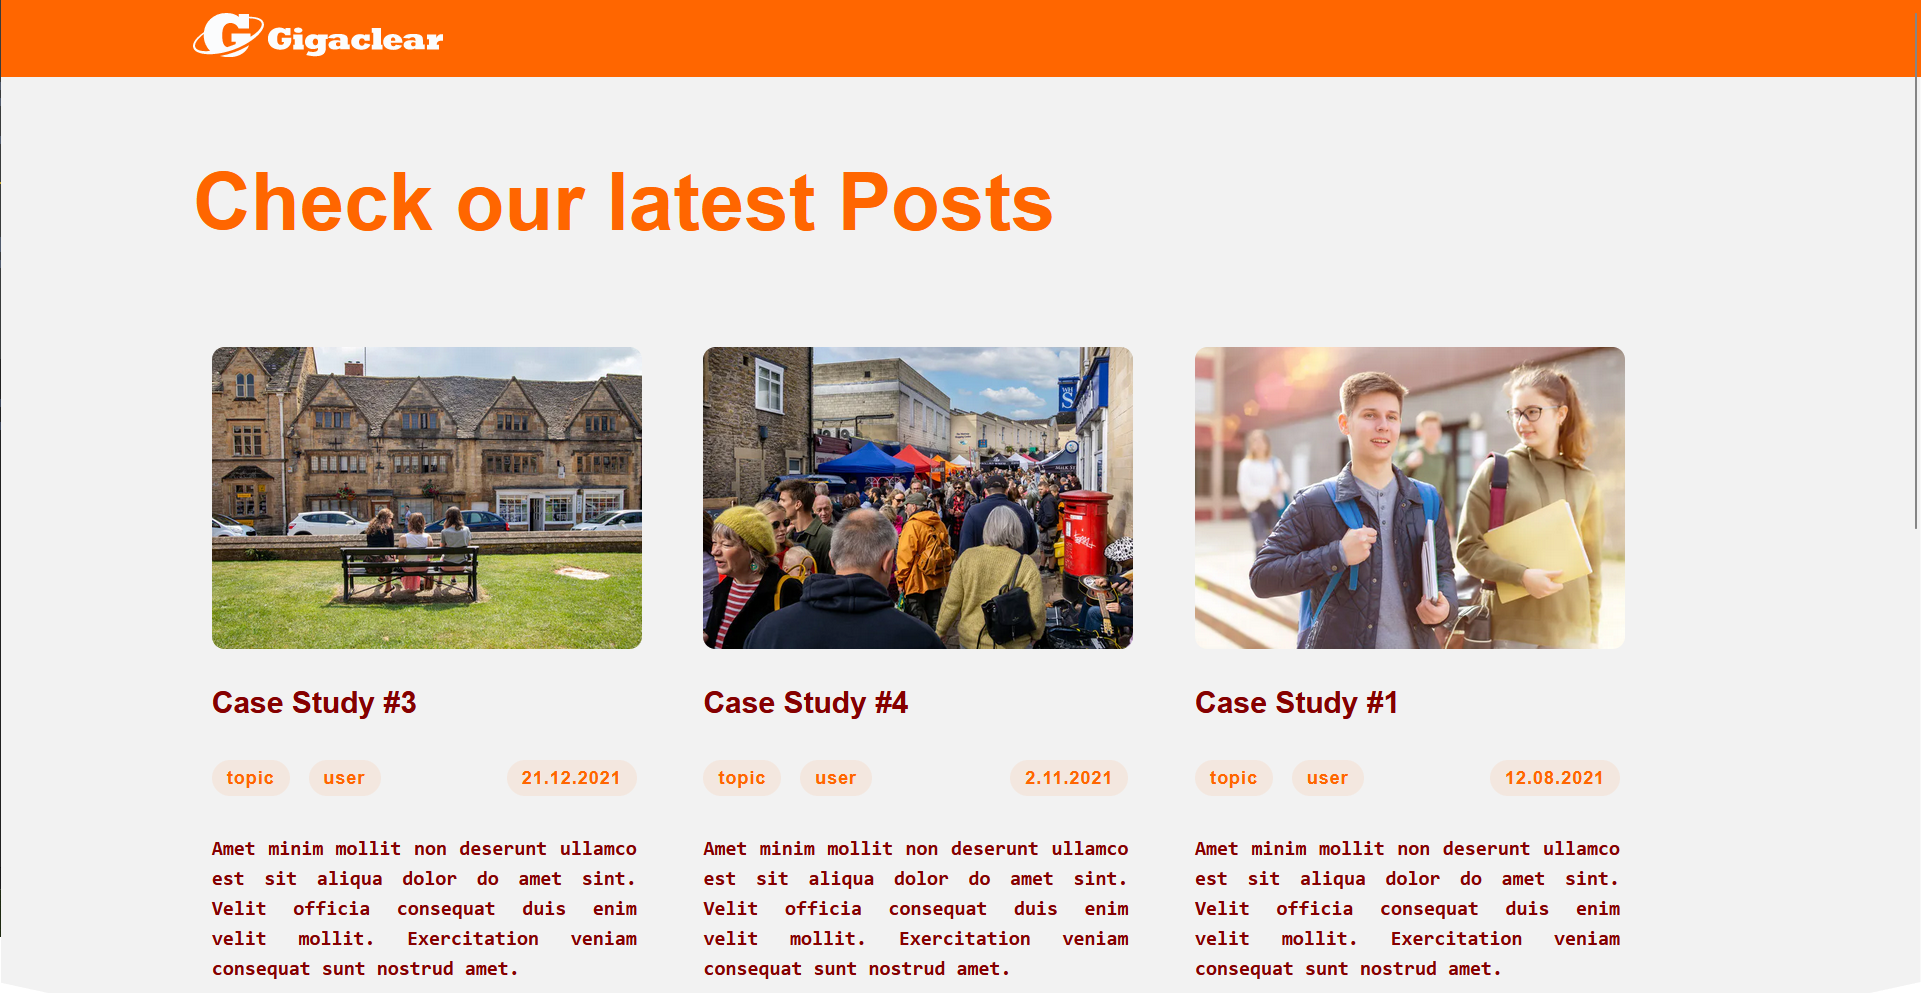 Gigaclear
Check our latest Posts
WH
S
Case Study #3
topic user 21.12.2021
Amet minim mollit non deserunt ullamco
est sit aliqua dolor do amet sint.
Velit officia consequat duis enim
velit mollit. Exercitation veniam
consequat sunt nostrud amet.
Case Study #4
topic user 2.11.2021
Amet minim mollit non deserunt ullamco
est sit aliqua dolor do amet sint.
Velit officia consequat duis enim
velit mollit. Exercitation veniam
consequat sunt nostrud amet.
Case Study #1
topic user 12.08.2021
Amet minim mollit non deserunt ullamco
est sit aliqua dolor do amet sint.
Velit officia consequat duis enim
velit mollit. Exercitation veniam
consequat sunt nostrud amet.